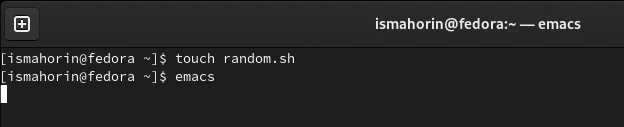 ismahorin@fedora:~ — emacs
[ismahorin@fedora ~]$ touch random.sh
[ismahorin@fedora ~]$ emacs